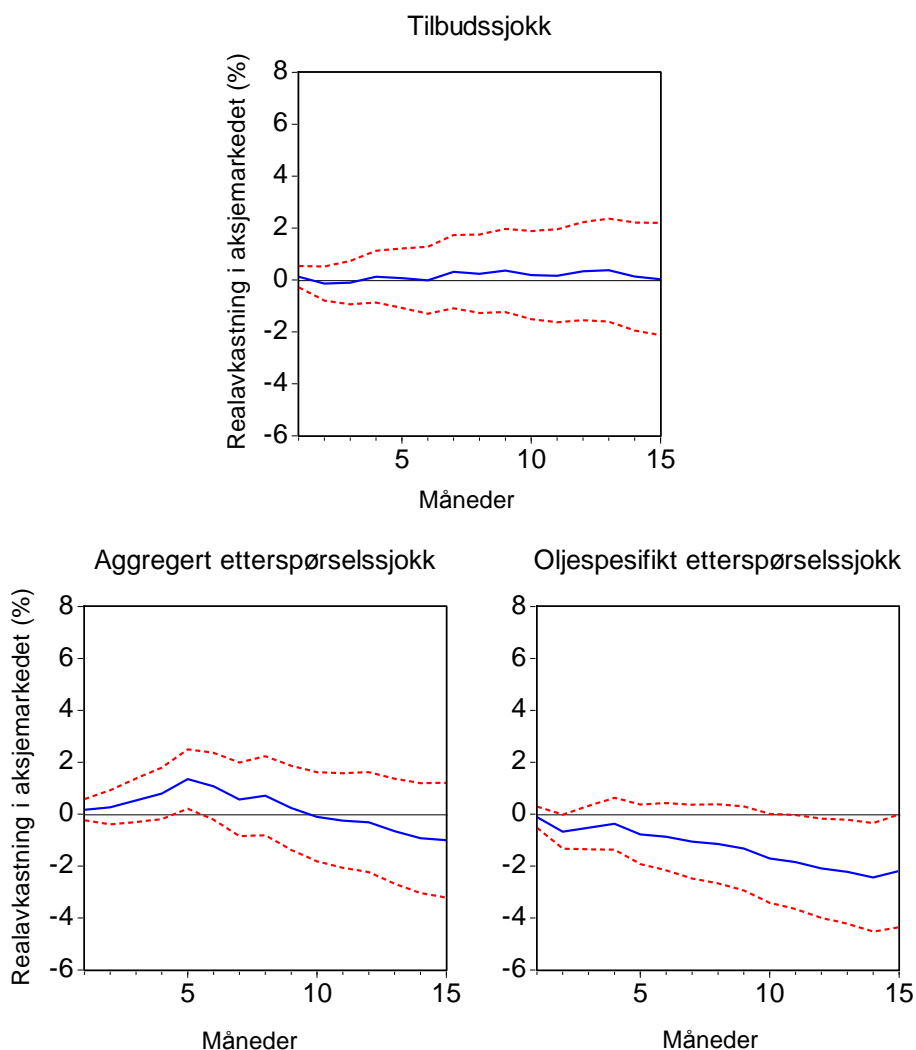 Tilbudssjokk
Realavkastning i aksjemarkedet (%)
8
6
4
2
0
-2
-4
-6
5 10 15
Måneder
Aggregert etterspørselssjokk
Realavkastning i aksjemarkedet (%)
8
6
4
2
0
-2
-4
-6
5 10 15
Måneder
Oljespesifikt etterspørselssjokk
8
6
4
2
0
-2
-4
-6
5 10 15
Måneder